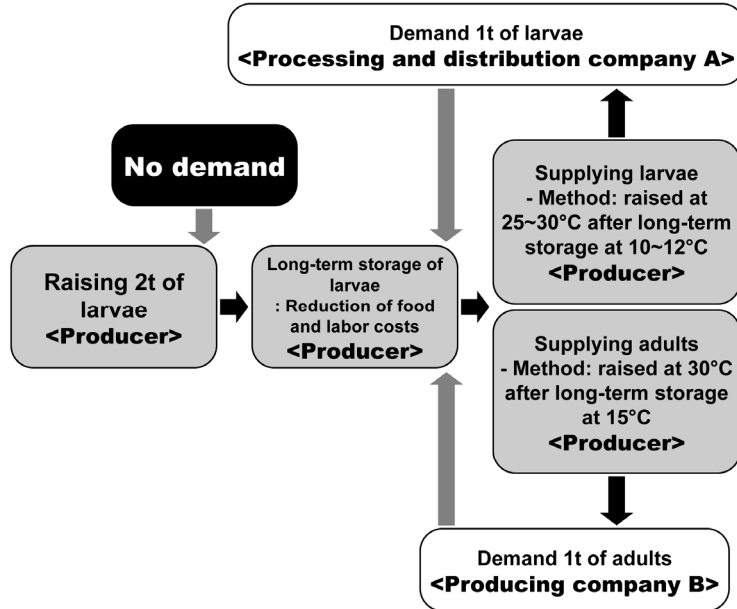 Demand 1t of larvae
<Processing and distribution company A>
No demand
Raising 2t of
larvae
<Producer>
Long-term storage of
larvae
: Reduction of food
and labor costs
<Producer>
Supplying larvae
- Method: raised at
25~30°C after long-term
storage at 10~12°C
<Producer>
Supplying adults
- Method: raised at 30°C
after long-term storage
at 15°C
<Producer>
Demand 1t of adults
<Producing company B>